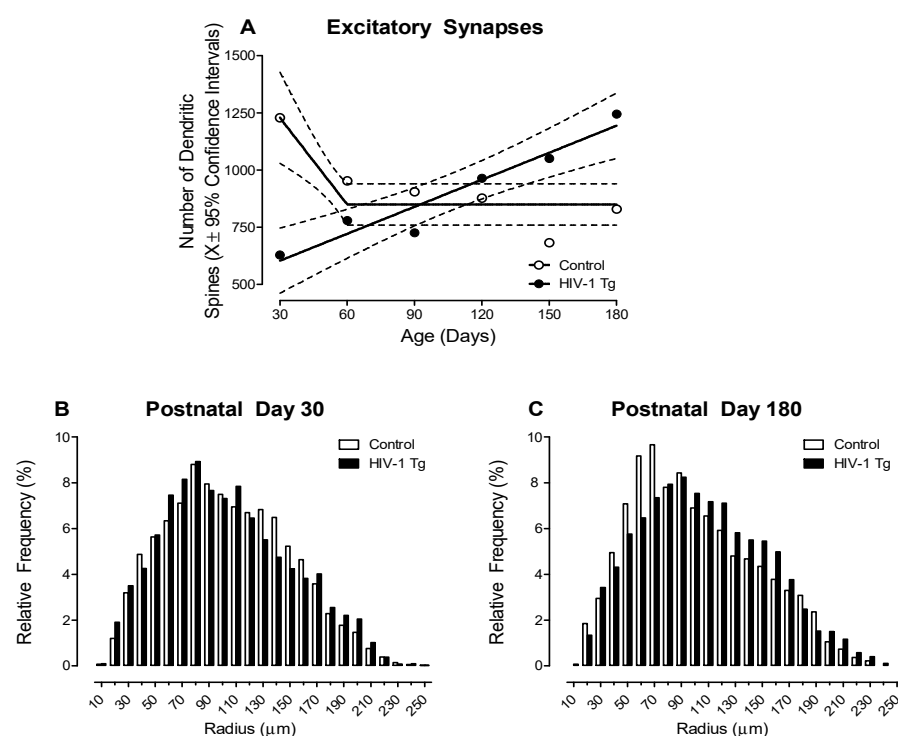 A Excitatory Synapses
Number of Dendritic
Spines (X± 95% Confidence Intervals)
1500
1250
1000
750
500
Control
HIV-1 Tg
30 60 90 120 150 180
Age (Days)
B Postnatal Day 30
Relative Frequency (%)
10
8
6
4
2
0
Control
HIV-1 Tg
10 30 50 70 90 110 130 150 170 190 210 230 250
Radius (μm)
C Postnatal Day 180
Relative Frequency (%)
10
8
6
4
2
0
Control
HIV-1 Tg
10 30 50 70 90 110 130 150 170 190 210 230 250
Radius (μm)